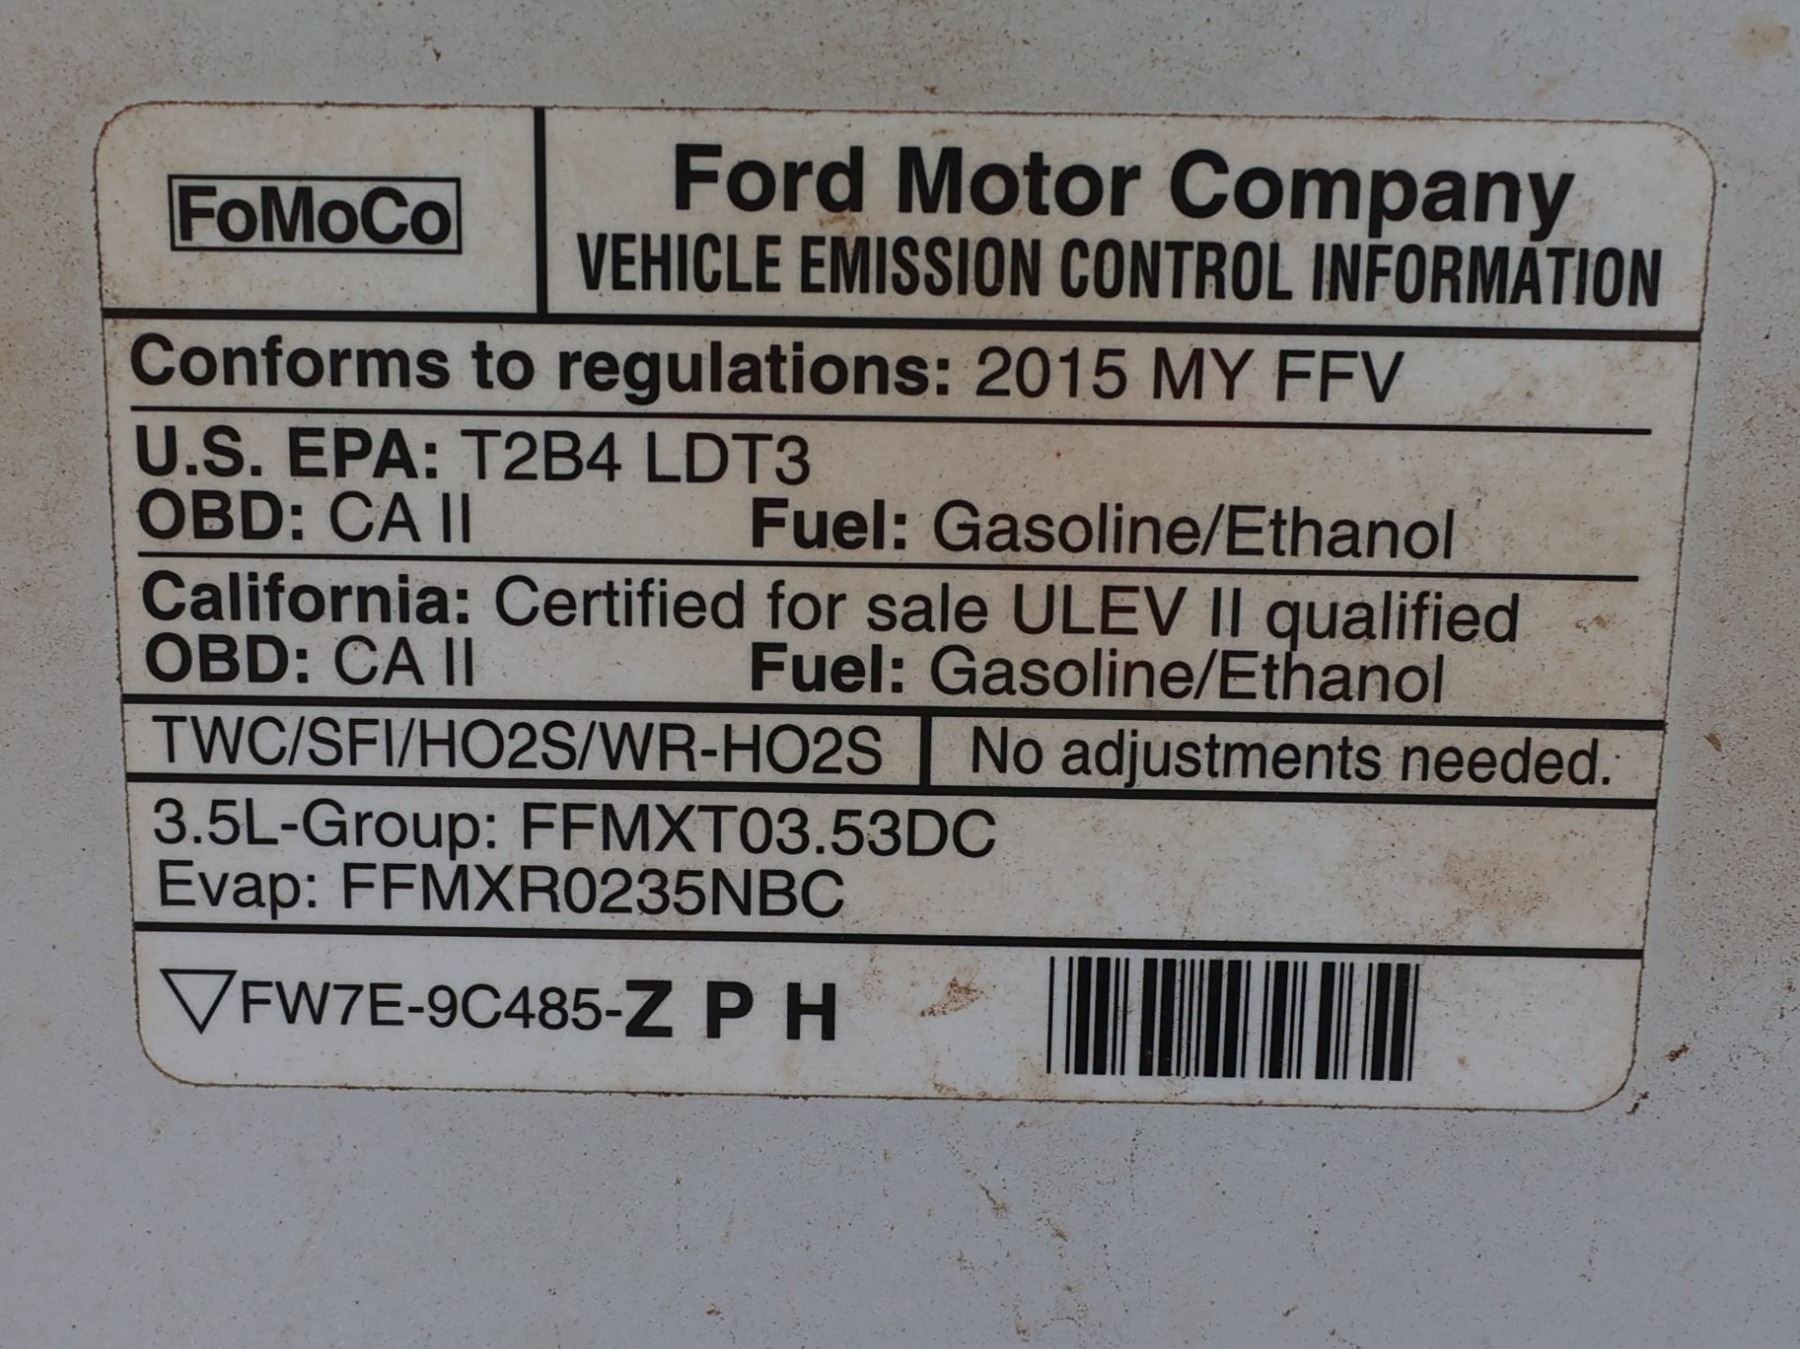 FoMoCo
Ford Motor Company
VEHICLE EMISSION CONTROL INFORMATION
Conforms to regulations: 2015 MY FFV
U.S. EPA: T2B4 LDT3
OBD: CA II Fuel: Gasoline/Ethanol
California: Certified for sale ULEV II qualified
OBD: CA II Fuel: Gasoline/Ethanol
TWC/SFI/HO2S/WR-HO2S No adjustments needed.
3.5L-Group: FFMXT03.53DC
Evap: FFMXR0235NBC
▽FW7E-9C485-Z P H